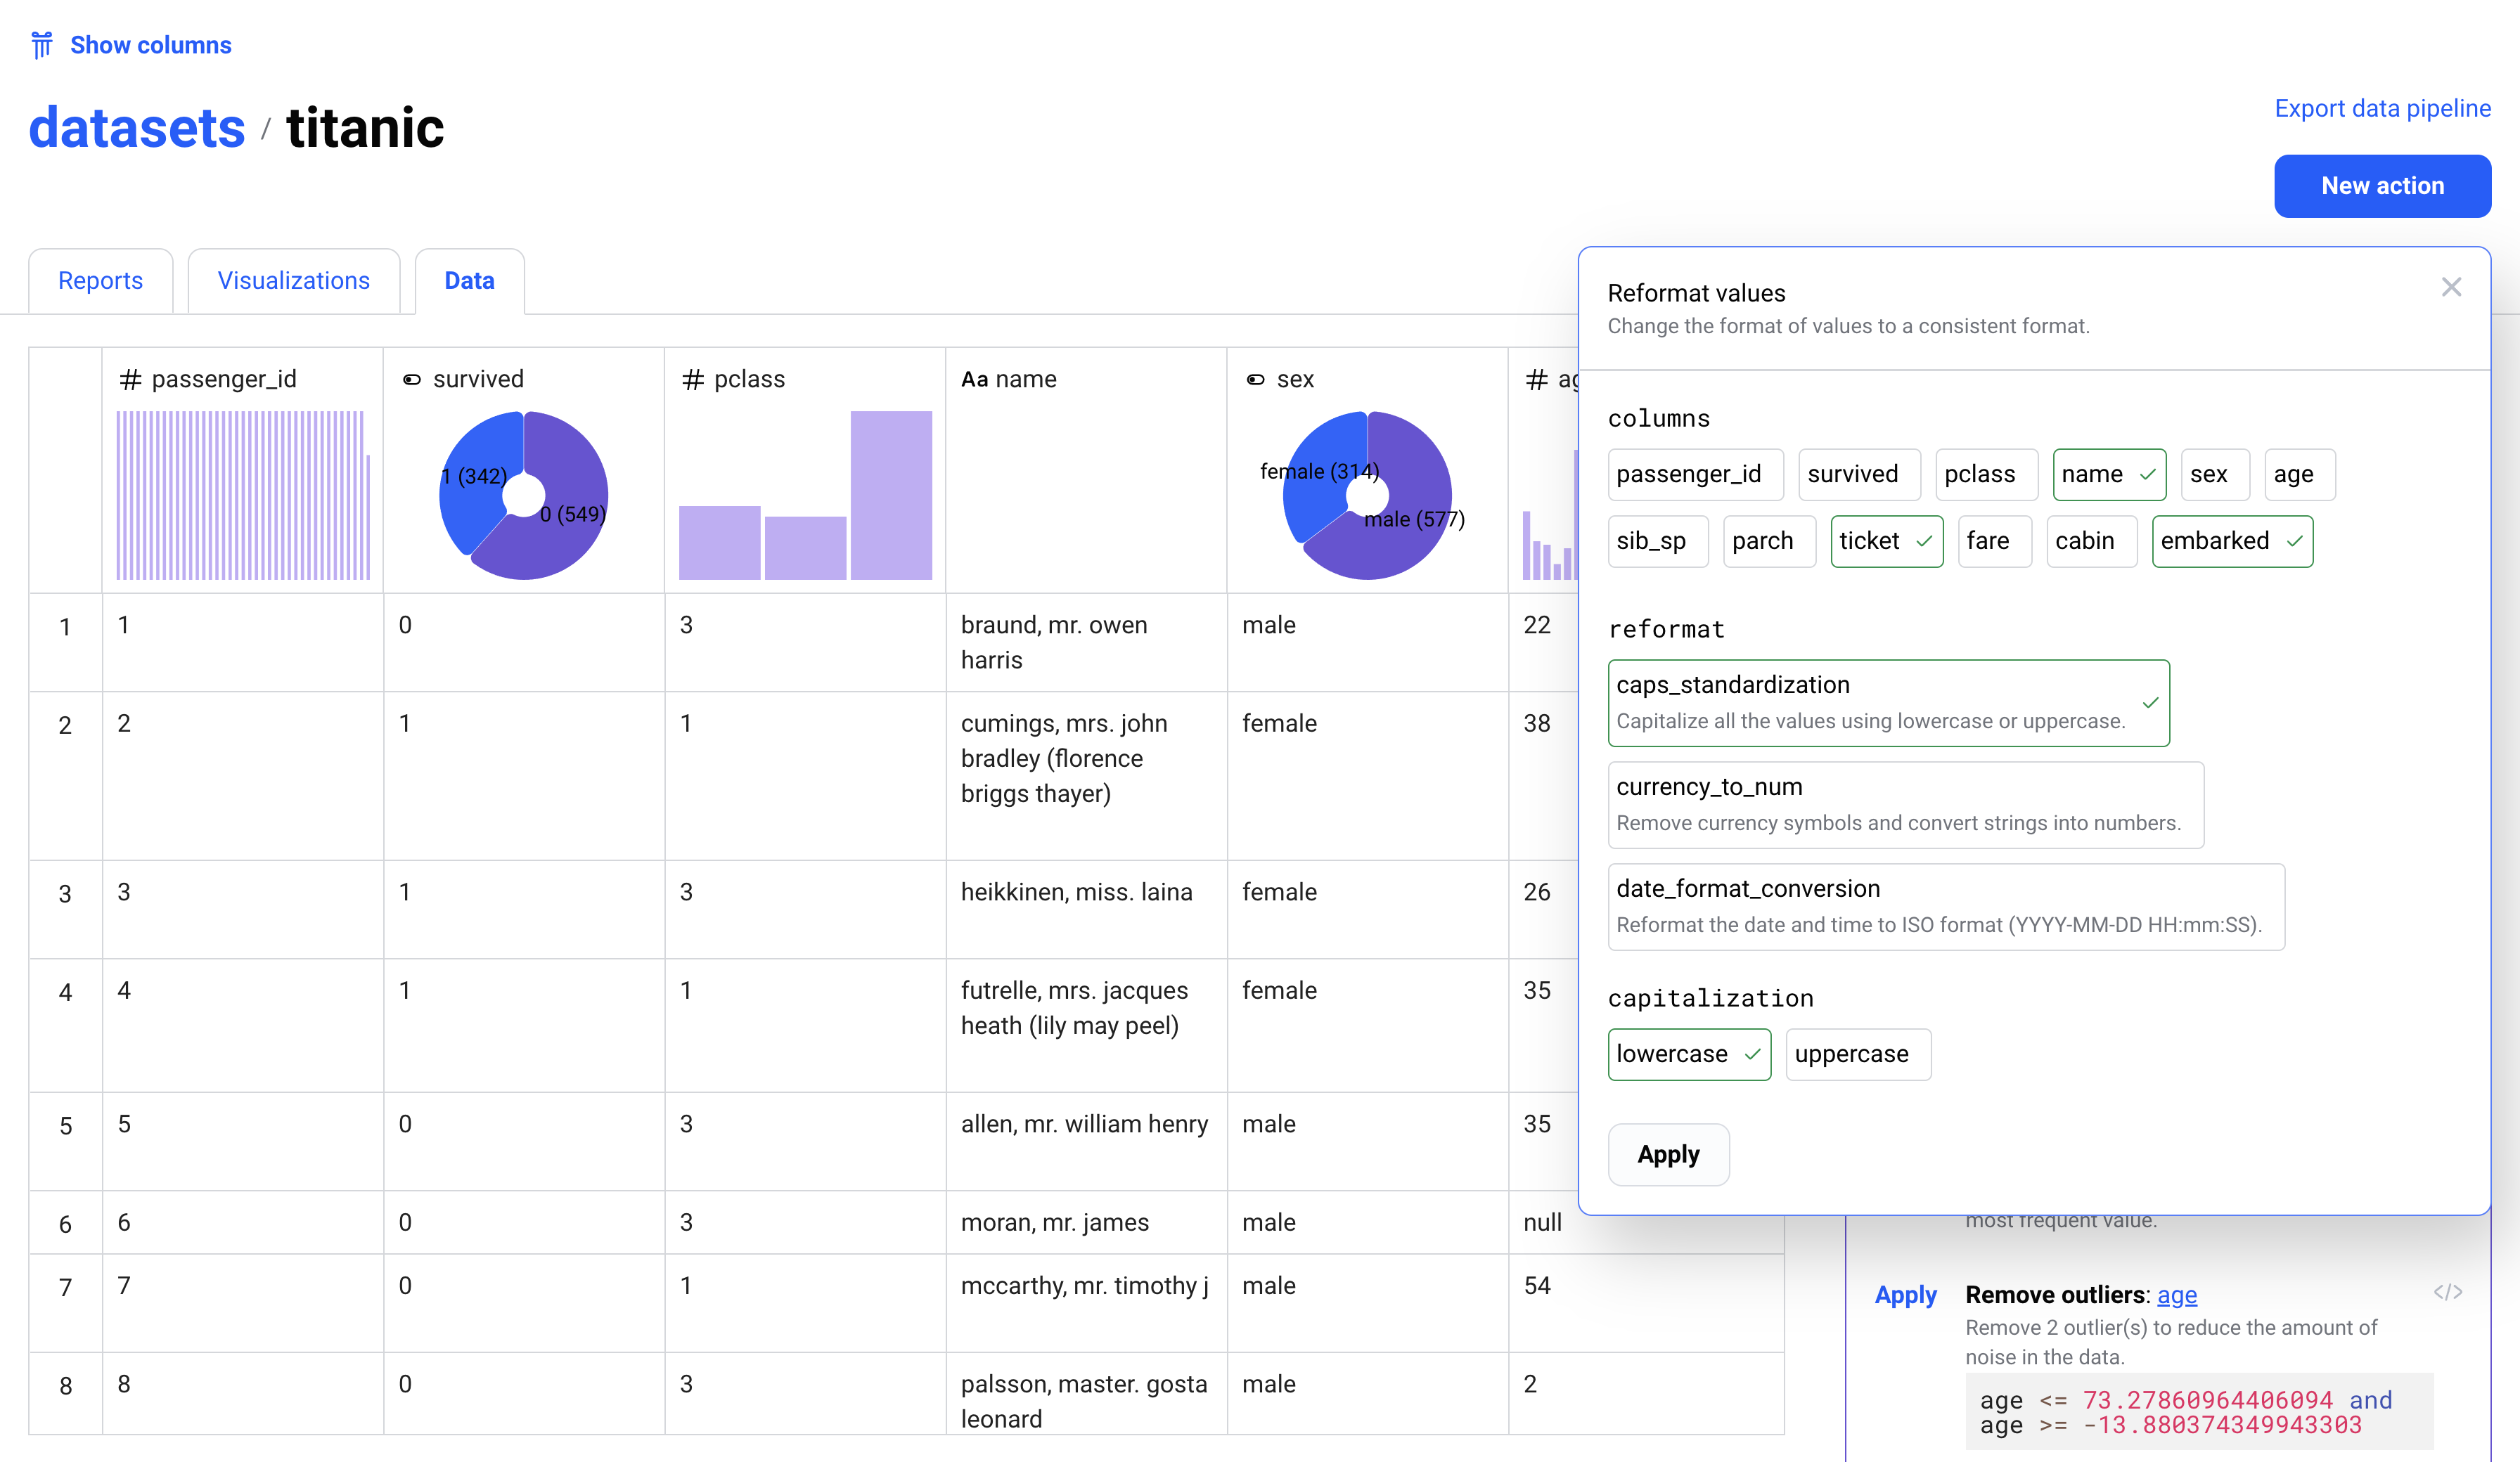 Show columns
datasets / titanic
Export data pipeline
New action
Reports
Visualizations
Data
# passenger_id
survived
# pclass
Aa name
sex
# ag
1 (342)
0 (549)
female (314)
male (577)
1 1 0 3 braund, mr. owen male 22
harris
2 2 1 1 cumings, mrs. john female 38
bradley (florence
briggs thayer)
3 3 1 3 heikkinen, miss. laina female 26
4 4 1 1 futrelle, mrs. jacques female 35
heath (lily may peel)
5 5 0 3 allen, mr. william henry male 35
6 6 0 3 moran, mr. james male null
7 7 0 1 mccarthy, mr. timothy j male 54
8 8 0 3 palsson, master. gosta male 2
leonard
Reformat values
Change the format of values to a consistent format.
columns
passenger_id survived pclass name sex age
sib_sp parch ticket fare cabin embarked
reformat
caps_standardization
Capitalize all the values using lowercase or uppercase.
currency_to_num
Remove currency symbols and convert strings into numbers.
date_format_conversion
Reformat the date and time to ISO format (YYYY-MM-DD HH:mm:SS).
capitalization
lowercase uppercase
Apply
most frequent value.
Apply Remove outliers: age </>
Remove 2 outlier(s) to reduce the amount of
noise in the data.
age <= 73.27860964406094 and
age >= -13.880374349943303